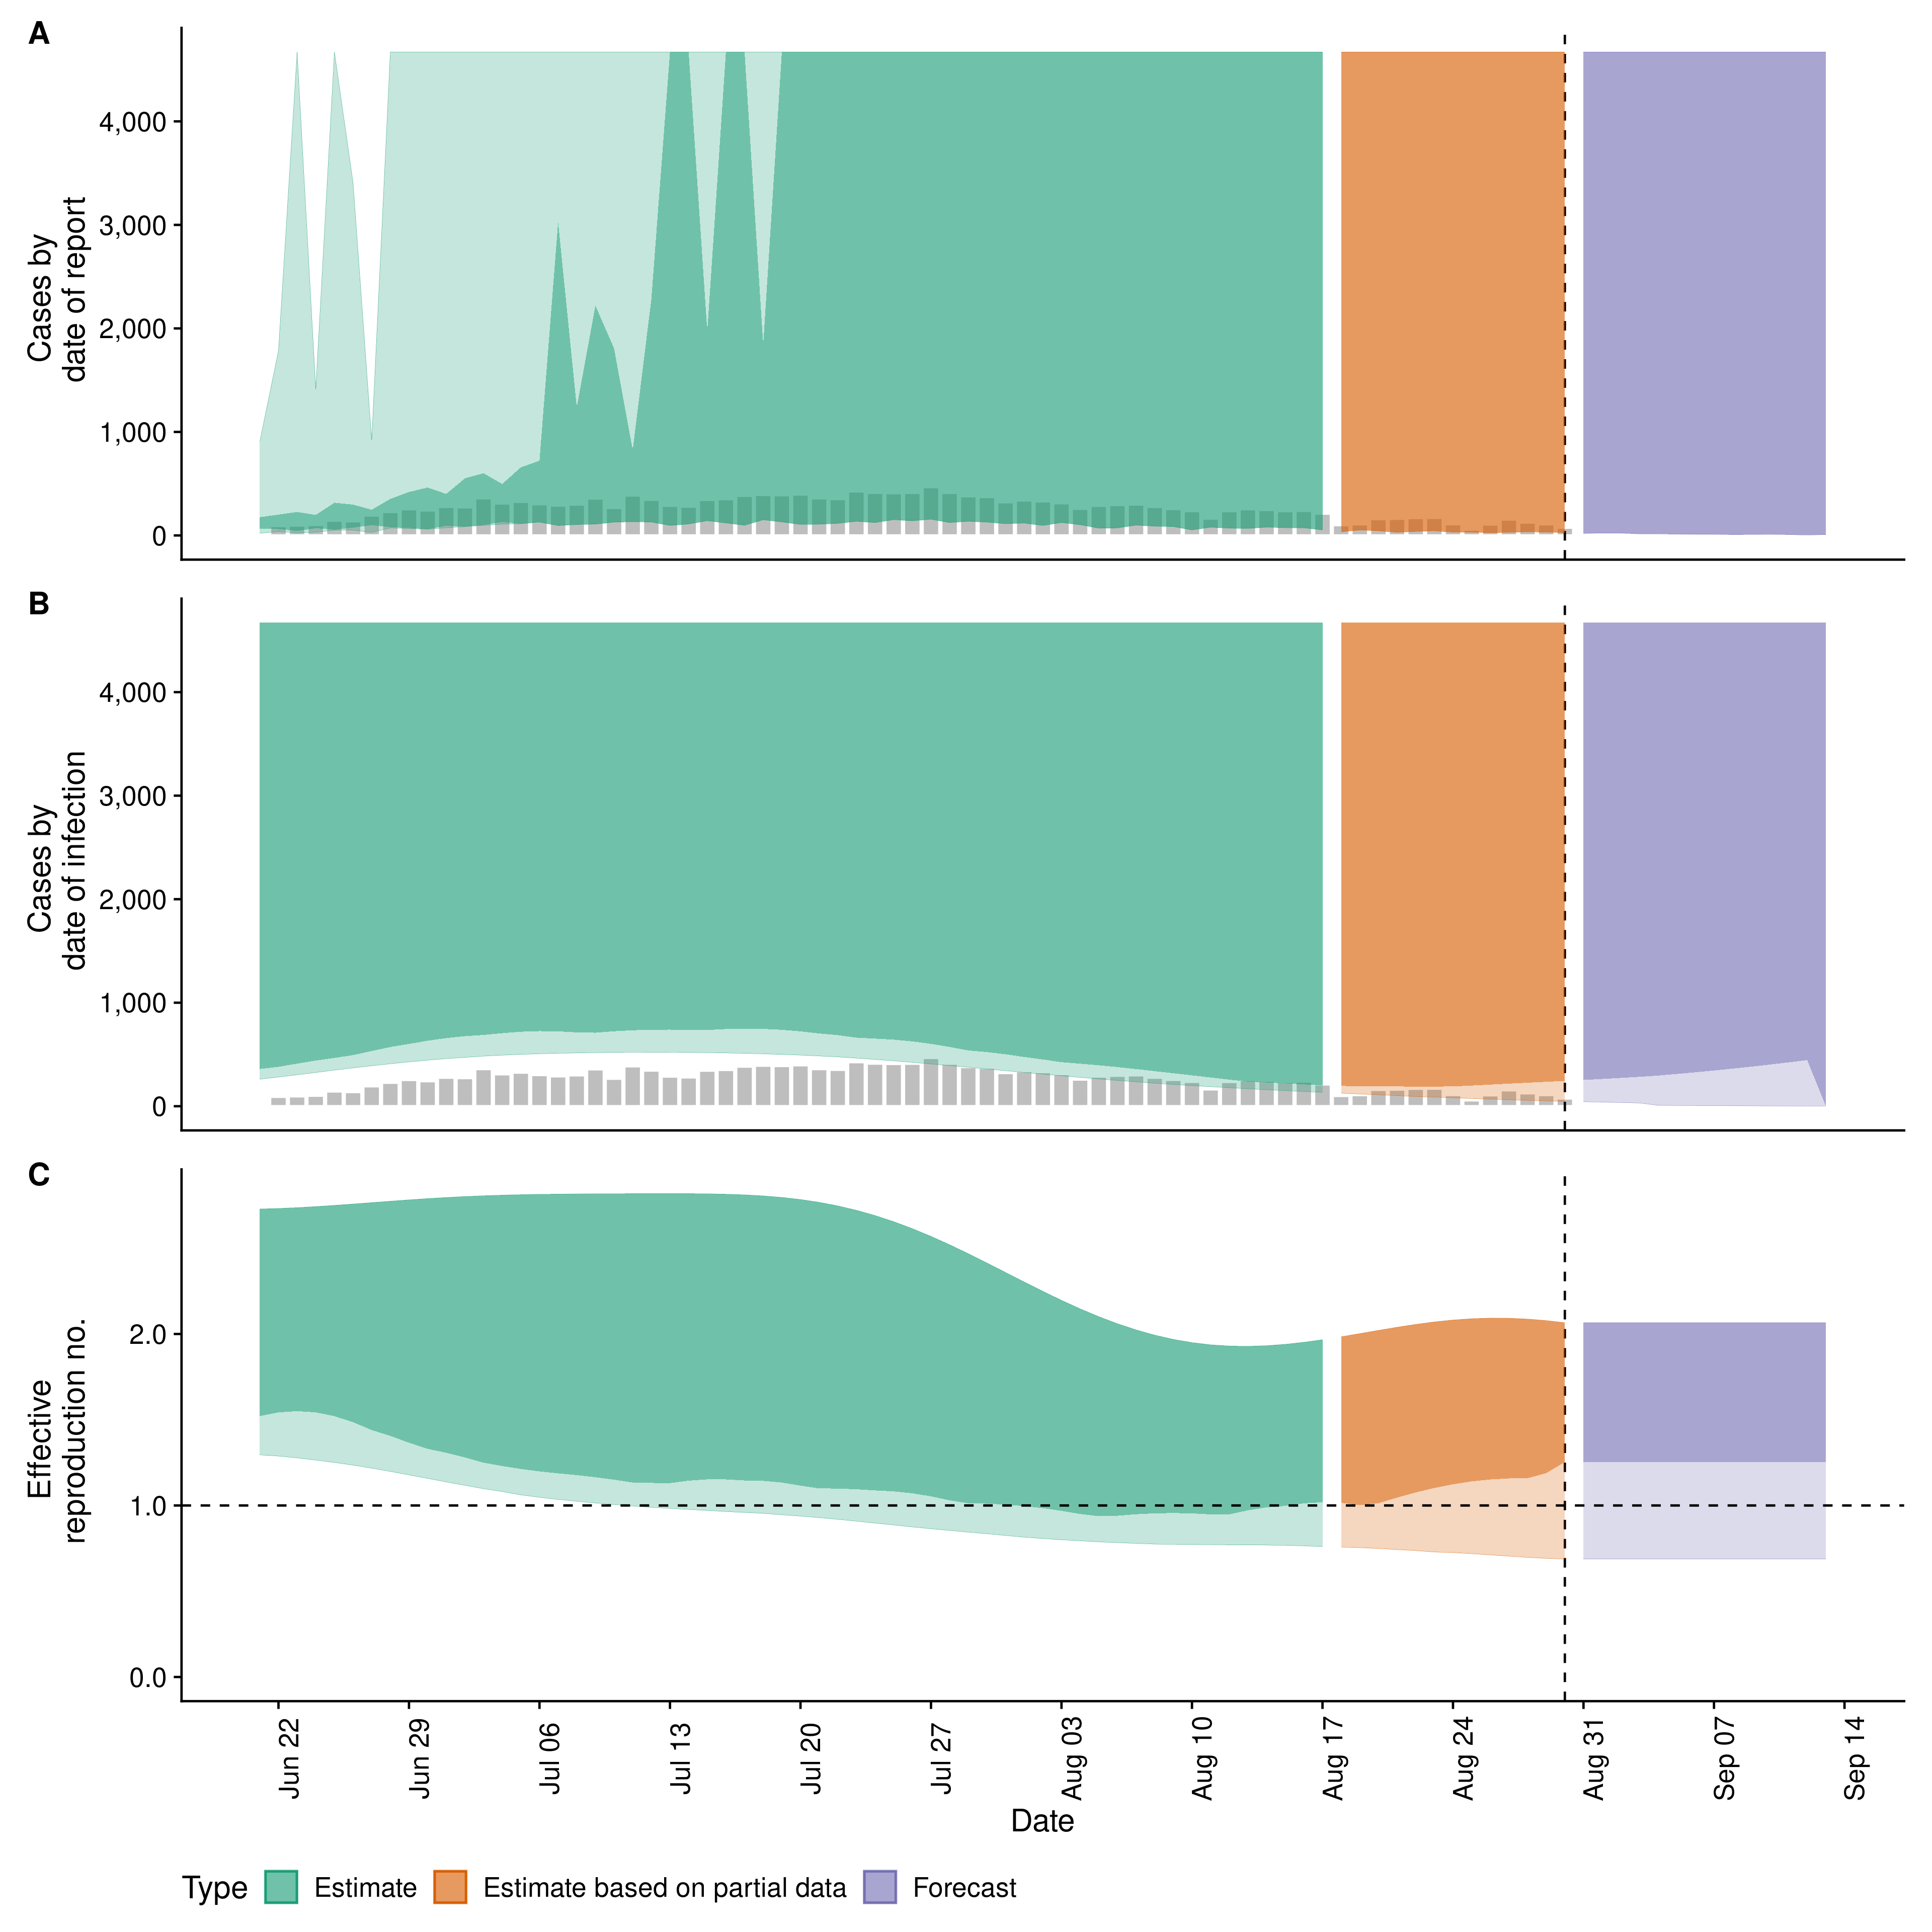 A
Cases by
date of report
4,000
3,000
2,000
1,000
0
B
Cases by
date of infection
4,000
3,000
2,000
1,000
0
C
Effective
reproduction no.
2.0
1.0
0.0
Jun 22
Jun 29
Jul 06
Jul 13
Jul 20
Jul 27
Aug 03
Aug 10
Aug 17
Aug 24
Aug 31
Sep 07
Sep 14
Date
Type Estimate Estimate based on partial data Forecast